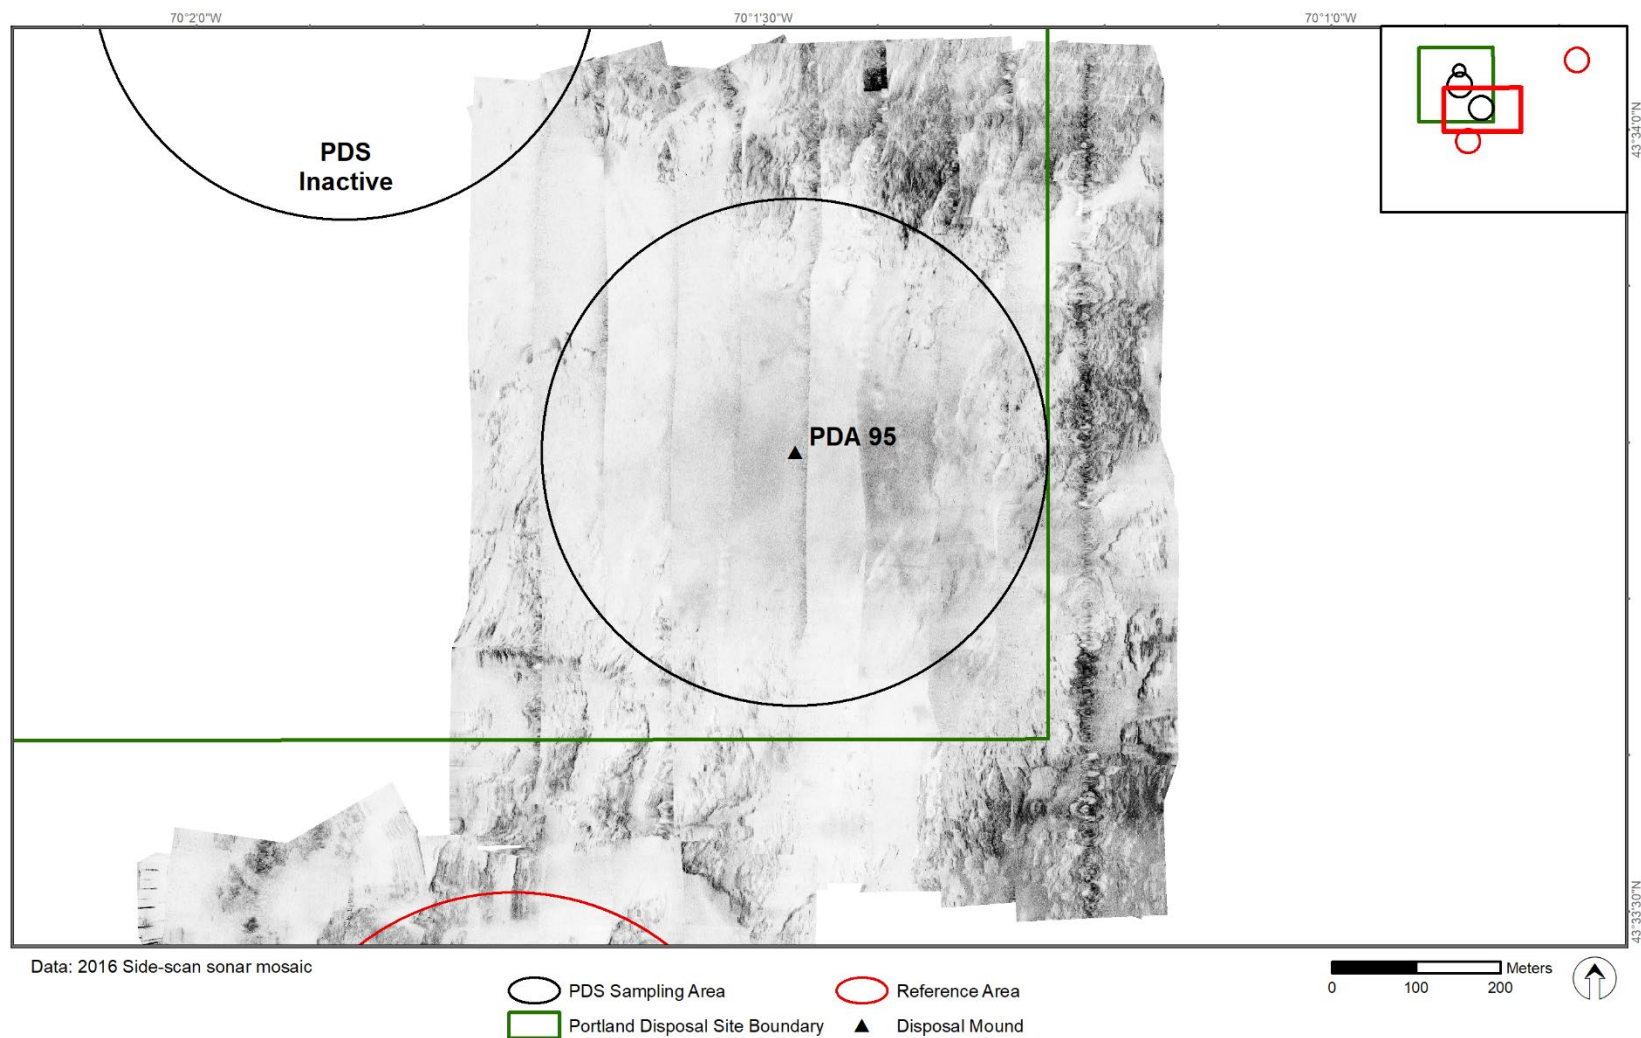 70°2'0"W
70°1'30"W
70°1'0"W
43°34'0"N
PDS
Inactive
PDA 95
43°33'30"N
Data: 2016 Side-scan sonar mosaic
PDS Sampling Area
Reference Area
Portland Disposal Site Boundary
Disposal Mound
Meters
0 100 200